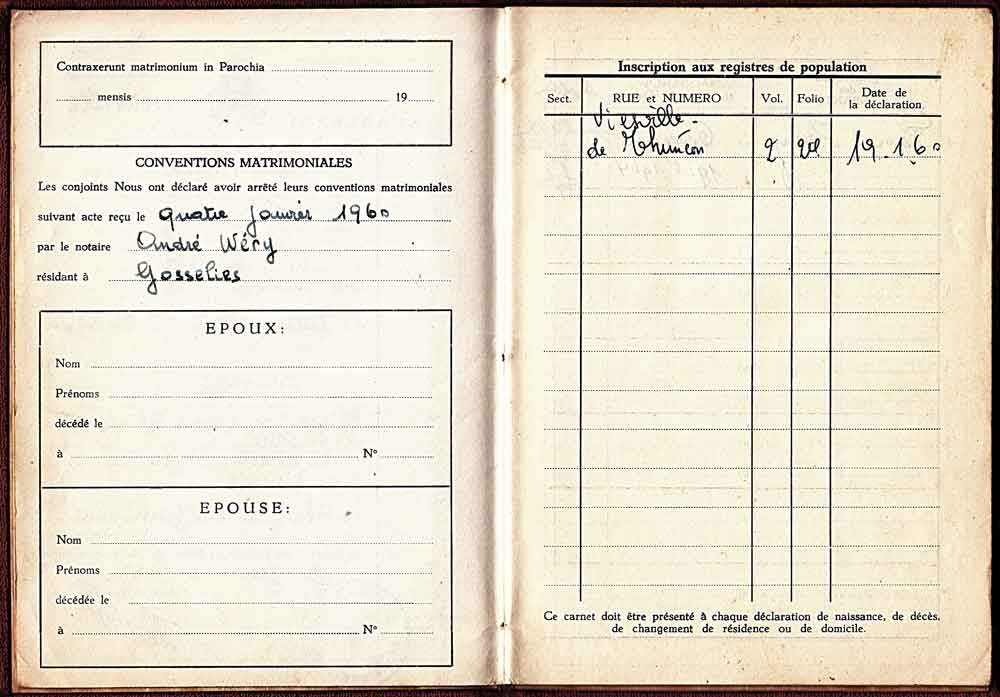 Contraxerunt matrimonium in Parochia
mensis 19
CONVENTIONS MATRIMONIALES
Les conjoints Nous ont déclaré avoir arrêté leurs conventions matrimoniales
suivant acte reçu le quatre janvier 1960
par le notaire André Wéry
résidant à Gosselies
EPOUX:
Nom
Prénoms
décédé le
à N°
EPOUSE:
Nom
Prénoms
décédée le
à N°
Inscription aux registres de population
Sect. RUE et NUMERO Vol. Folio Date de la déclaration
Viesville-
de Thuméon 2 19.1.60
Ce carnet doit être présenté à chaque déclaration de naissance, de décès,
de changement de résidence ou de domicile.